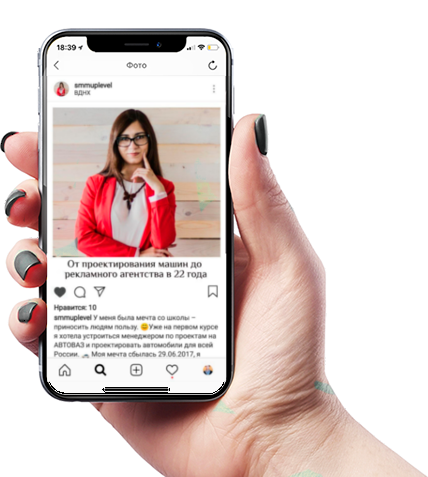 18:39
Фото
smmuplevel
ВДНХ
От проектирования машин до
рекламного агентства в 22 года
Нравится: 10
smmuplevel У меня была мечта со школы –
приносить людям пользу. Уже на первом курсе
я хотела устроиться менеджером по проектам на
АВТОВАЗ и проектировать автомобили для всей
России. Моя мечта сбылась 29.06.2017, я